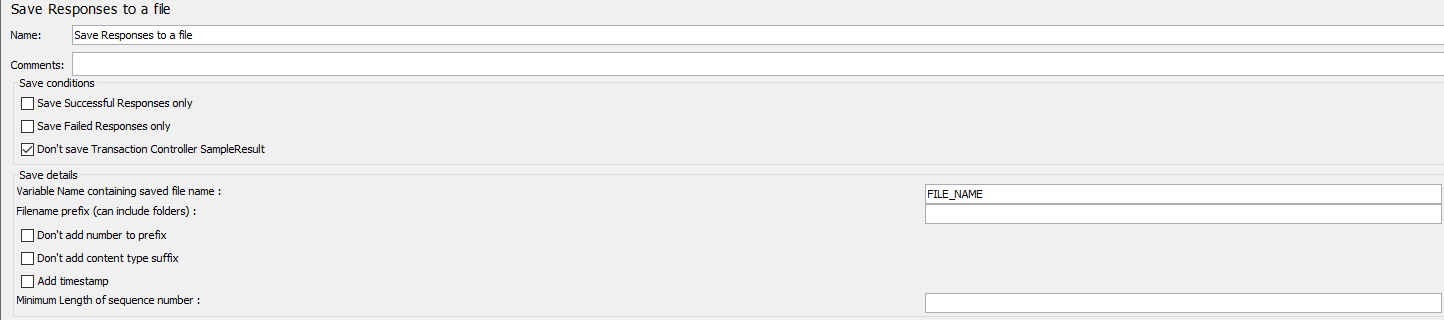 Save Responses to a file
Name: Save Responses to a file
Comments:
Save conditions
Save Successful Responses only
Save Failed Responses only
Don't save Transaction Controller SampleResult
Save details
Variable Name containing saved file name : FILE_NAME
Filename prefix (can include folders) :
Don't add number to prefix
Don't add content type suffix
Add timestamp
Minimum Length of sequence number :